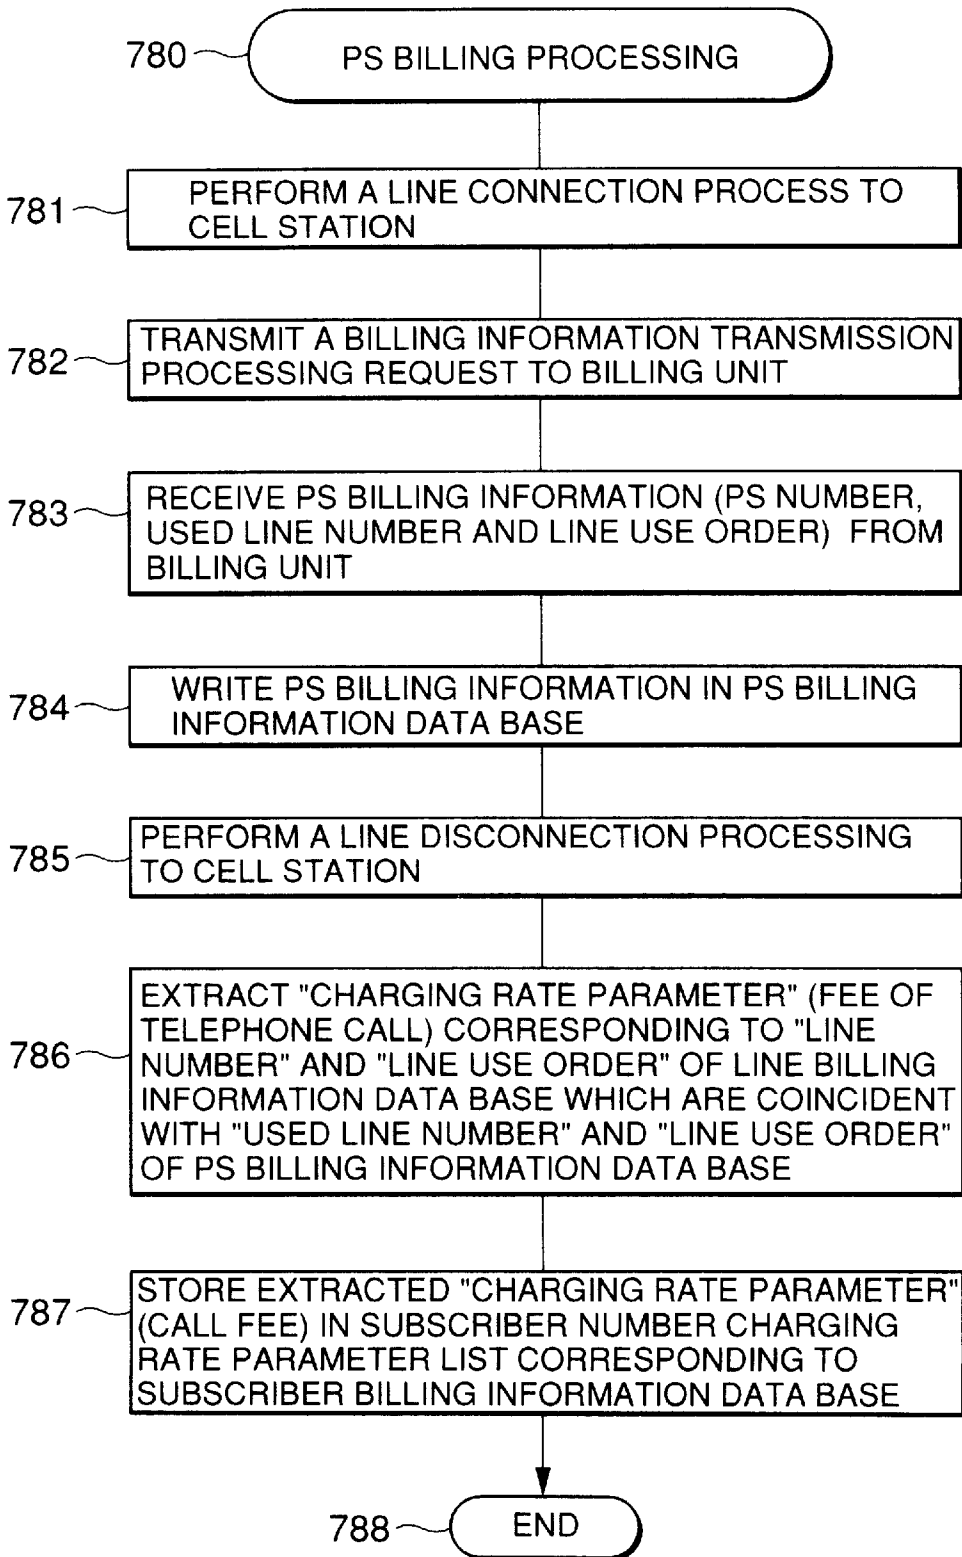 780
PS BILLING PROCESSING
781
PERFORM A LINE CONNECTION PROCESS TO
CELL STATION
782
TRANSMIT A BILLING INFORMATION TRANSMISSION
PROCESSING REQUEST TO BILLING UNIT
783
RECEIVE PS BILLING INFORMATION (PS NUMBER,
USED LINE NUMBER AND LINE USE ORDER) FROM
BILLING UNIT
784
WRITE PS BILLING INFORMATION IN PS BILLING
INFORMATION DATA BASE
785
PERFORM A LINE DISCONNECTION PROCESSING
TO CELL STATION
786
EXTRACT "CHARGING RATE PARAMETER" (FEE OF
TELEPHONE CALL) CORRESPONDING TO "LINE
NUMBER" AND "LINE USE ORDER" OF LINE BILLING
INFORMATION DATA BASE WHICH ARE COINCIDENT
WITH "USED LINE NUMBER" AND "LINE USE ORDER"
OF PS BILLING INFORMATION DATA BASE
787
STORE EXTRACTED "CHARGING RATE PARAMETER"
(CALL FEE) IN SUBSCRIBER NUMBER CHARGING
RATE PARAMETER LIST CORRESPONDING TO
SUBSCRIBER BILLING INFORMATION DATA BASE
788
END